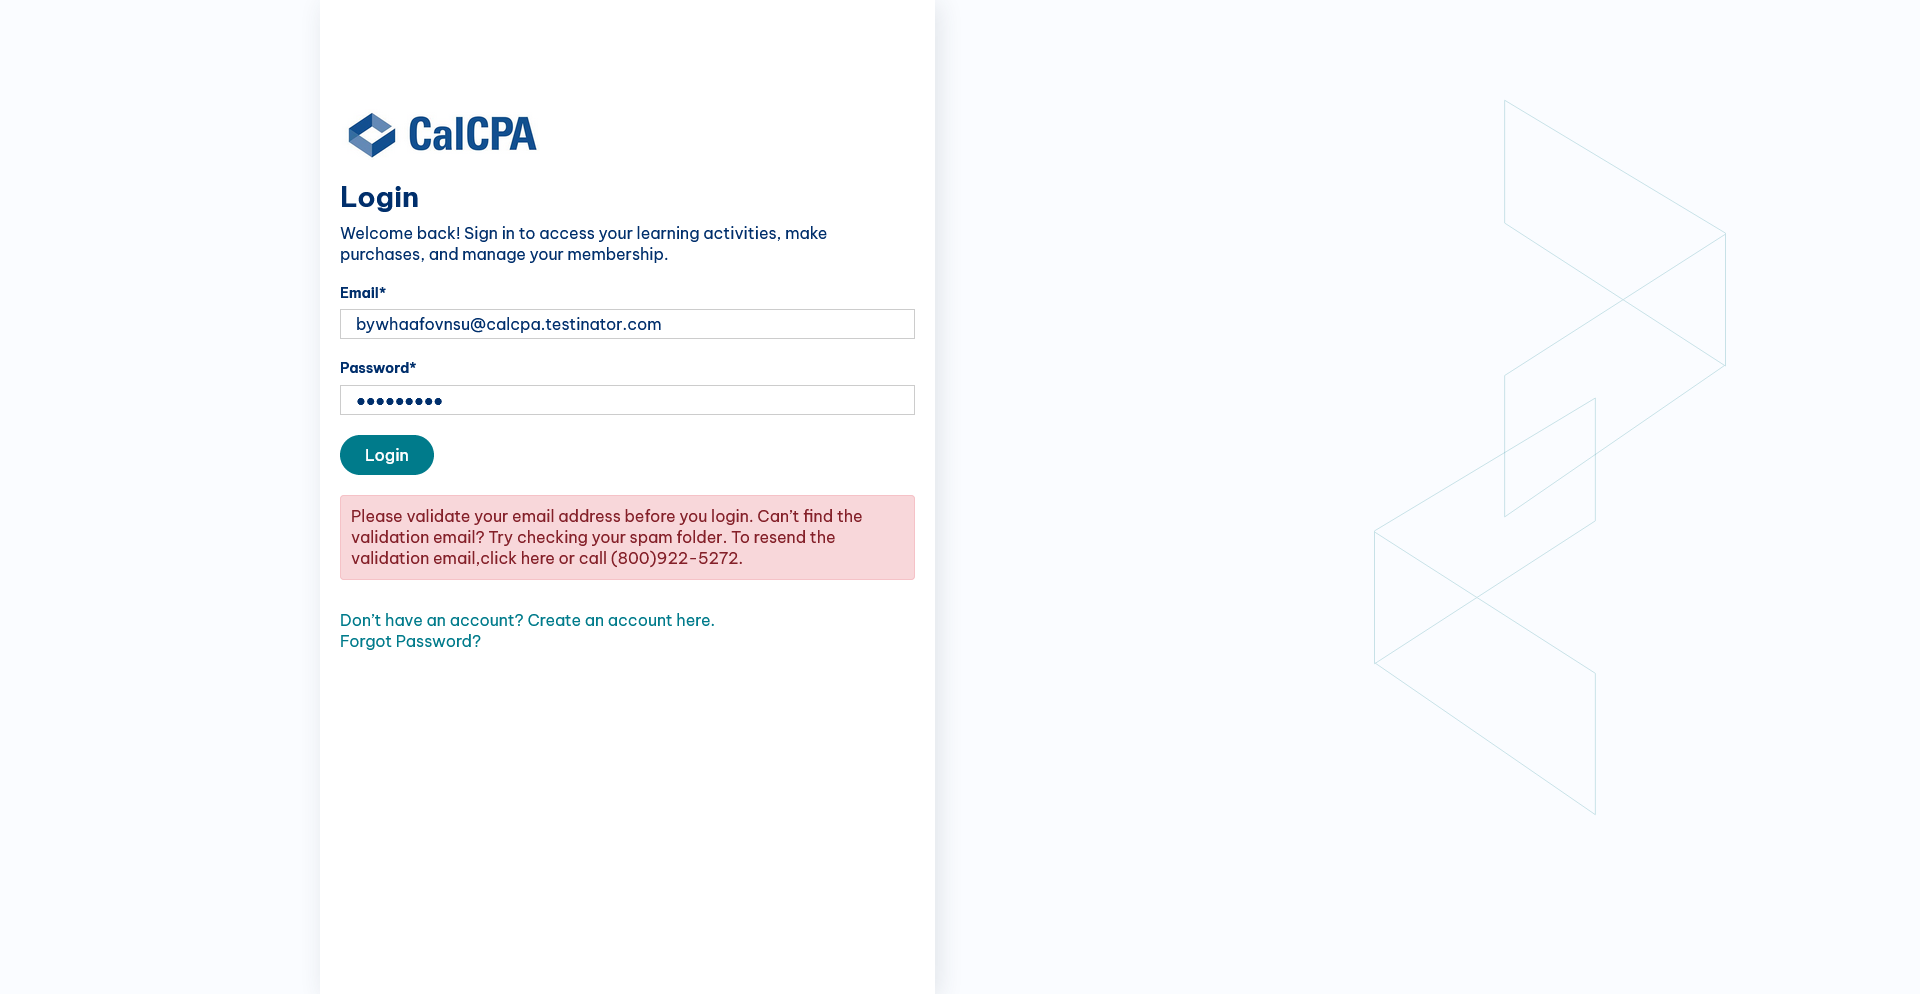 CalCPA
Login
Welcome back! Sign in to access your learning activities, make
purchases, and manage your membership.
Email*
bywhaafovnsu@calcpa.testinator.com
Password*
•••••••••
Login
Please validate your email address before you login. Can't find the
validation email? Try checking your spam folder. To resend the
validation email,click here or call (800)922-5272.
Don't have an account? Create an account here.
Forgot Password?